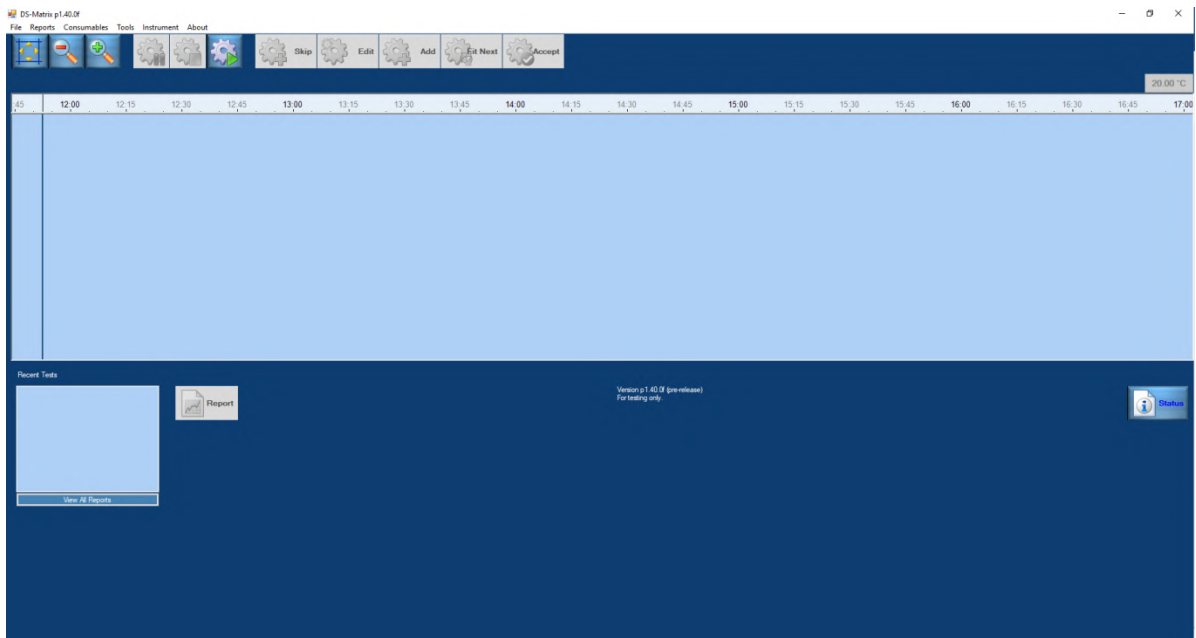 DS-Matrix p1.40.0f
File Reports Consumables Tools Instrument About
Skip Edit Add Fit Next Accept
20.00 °C
:45 12:00 12:15 12:30 12:45 13:00 13:15 13:30 13:45 14:00 14:15 14:30 14:45 15:00 15:15 15:30 15:45 16:00 16:15 16:30 16:45 17:00
Recent Tests
Report
Version p1.40.0f (pre-release)
For testing only.
Status
View All Reports